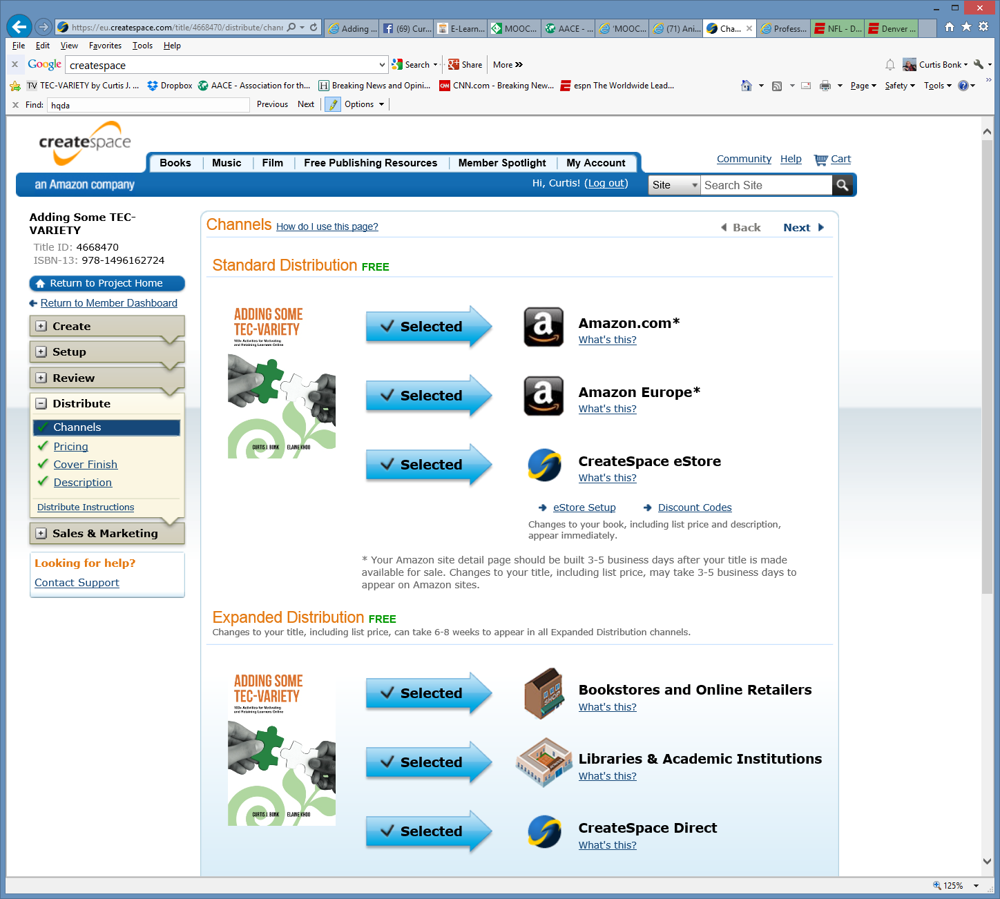 https://eu.createspace.com/title/4668470/distribute/chann
Adding ...
(69) Cur...
E-Learn...
MOOC...
AACE - ...
'MOOC...
(71) Ani...
Cha...
Profess...
NFL - D...
Denver ...
File Edit View Favorites Tools Help
x Google createspace Search Share More »
Curtis Bonk
TEC-VARIETY by Curtis J. ... Dropbox AACE - Association for th... Breaking News and Opini... CNN.com - Breaking New... espn The Worldwide Lead...
Page Safety Tools
x Find: hqda Previous Next Options
createspace
an Amazon company
Books Music Film Free Publishing Resources Member Spotlight My Account
Community Help Cart
Hi, Curtis! (Log out) Site Search Site
Adding Some TEC-
VARIETY
Title ID: 4668470
ISBN-13: 978-1496162724
Return to Project Home
Return to Member Dashboard
Create
Setup
Review
Distribute
Channels
Pricing
Cover Finish
Description
Distribute Instructions
Sales & Marketing
Looking for help?
Contact Support
Channels How do I use this page?
Back Next
Standard Distribution FREE
ADDING SOME
TEC-VARIETY
100+ Activities for Motivating
and Retaining Learners Online
CURTIS J. BONK ELAINE KHOO
Selected
Amazon.com*
What's this?
Selected
Amazon Europe*
What's this?
Selected
CreateSpace eStore
What's this?
eStore Setup Discount Codes
Changes to your book, including list price and description,
appear immediately.
* Your Amazon site detail page should be built 3-5 business days after your title is made
available for sale. Changes to your title, including list price, may take 3-5 business days to
appear on Amazon sites.
Expanded Distribution FREE
Changes to your title, including list price, can take 6-8 weeks to appear in all Expanded Distribution channels.
ADDING SOME
TEC-VARIETY
100+ Activities for Motivating
and Retaining Learners Online
CURTIS J. BONK ELAINE KHOO
Selected
SHOP
Bookstores and Online Retailers
What's this?
Selected
Libraries & Academic Institutions
What's this?
Selected
CreateSpace Direct
What's this?
125%